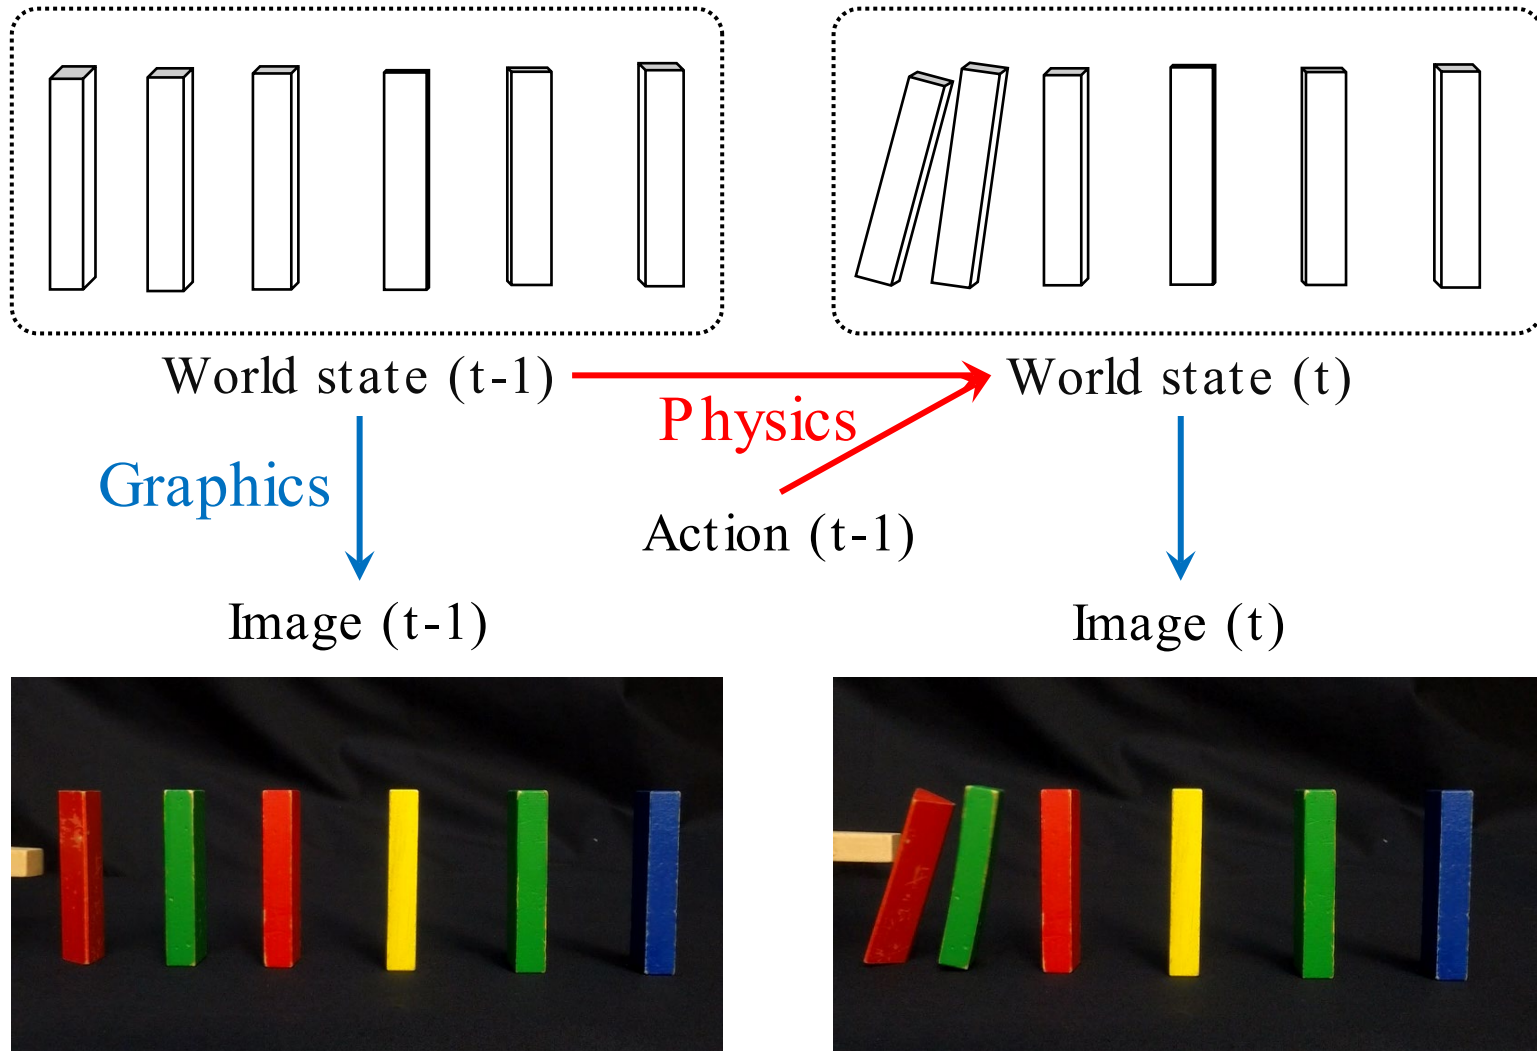 World state (t-1)
World state (t)
Physics
Graphics
Action (t-1)
Image (t-1)
Image (t)